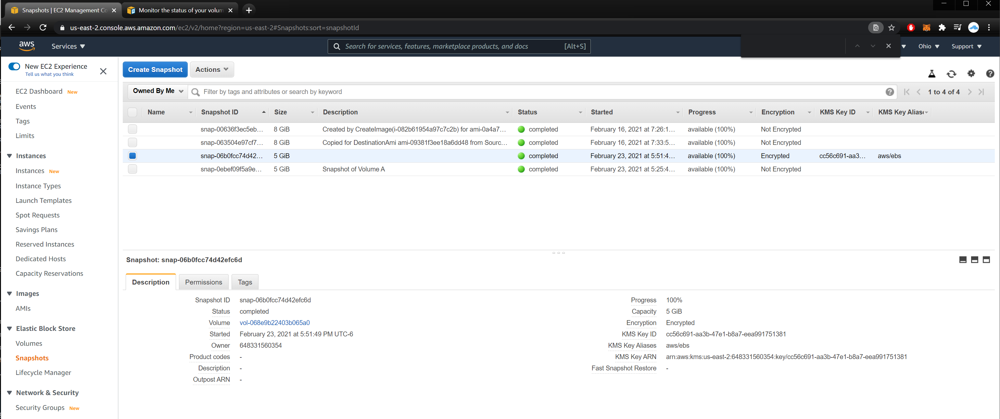 Snapshots | EC2 Management Co
Monitor the status of your volum
us-east-2.console.aws.amazon.com/ec2/v2/home?region=us-east-2#Snapshots:sort=snapshotId
aws
Services
Search for services, features, marketplace products, and docs [Alt+S]
Ohio
Support
New EC2 Experience
Tell us what you think
EC2 Dashboard New
Events
Tags
Limits
Instances
Instances New
Instance Types
Launch Templates
Spot Requests
Savings Plans
Reserved Instances
Dedicated Hosts
Capacity Reservations
Images
AMIs
Elastic Block Store
Volumes
Snapshots
Lifecycle Manager
Network & Security
Security Groups New
Create Snapshot
Actions
Owned By Me
Filter by tags and attributes or search by keyword
1 to 4 of 4
Name Snapshot ID Size Description Status Started Progress Encryption KMS Key ID KMS Key Alias
snap-00636f3ec5eb... 8 GiB Created by CreateImage(i-082b61954a97c7c2b) for ami-0a4a7... completed February 16, 2021 at 7:26:1... available (100%) Not Encrypted
snap-063504e97cf7... 8 GiB Copied for DestinationAmi ami-09381f3ee18a6dd48 from Sourc... completed February 16, 2021 at 7:33:5... available (100%) Not Encrypted
snap-06b0fcc74d42... 5 GiB completed February 23, 2021 at 5:51:4... available (100%) Encrypted cc56c691-aa3... aws/ebs
snap-0ebef09f5a9e... 5 GiB Snapshot of Volume A completed February 23, 2021 at 5:25:4... available (100%) Not Encrypted
Snapshot: snap-06b0fcc74d42efc6d
Description
Permissions
Tags
Snapshot ID snap-06b0fcc74d42efc6d
Status completed
Volume vol-068e9b22403b065a0
Started February 23, 2021 at 5:51:49 PM UTC-6
Owner 648331560354
Product codes -
Description -
Outpost ARN -
Progress 100%
Capacity 5 GiB
Encryption Encrypted
KMS Key ID cc56c691-aa3b-47e1-b8a7-eea991751381
KMS Key Aliases aws/ebs
KMS Key ARN arn:aws:kms:us-east-2:648331560354:key/cc56c691-aa3b-47e1-b8a7-eea991751381
Fast Snapshot Restore -